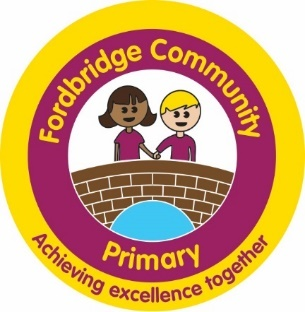 Fordbridge Community
Primary
Achieving excellence together